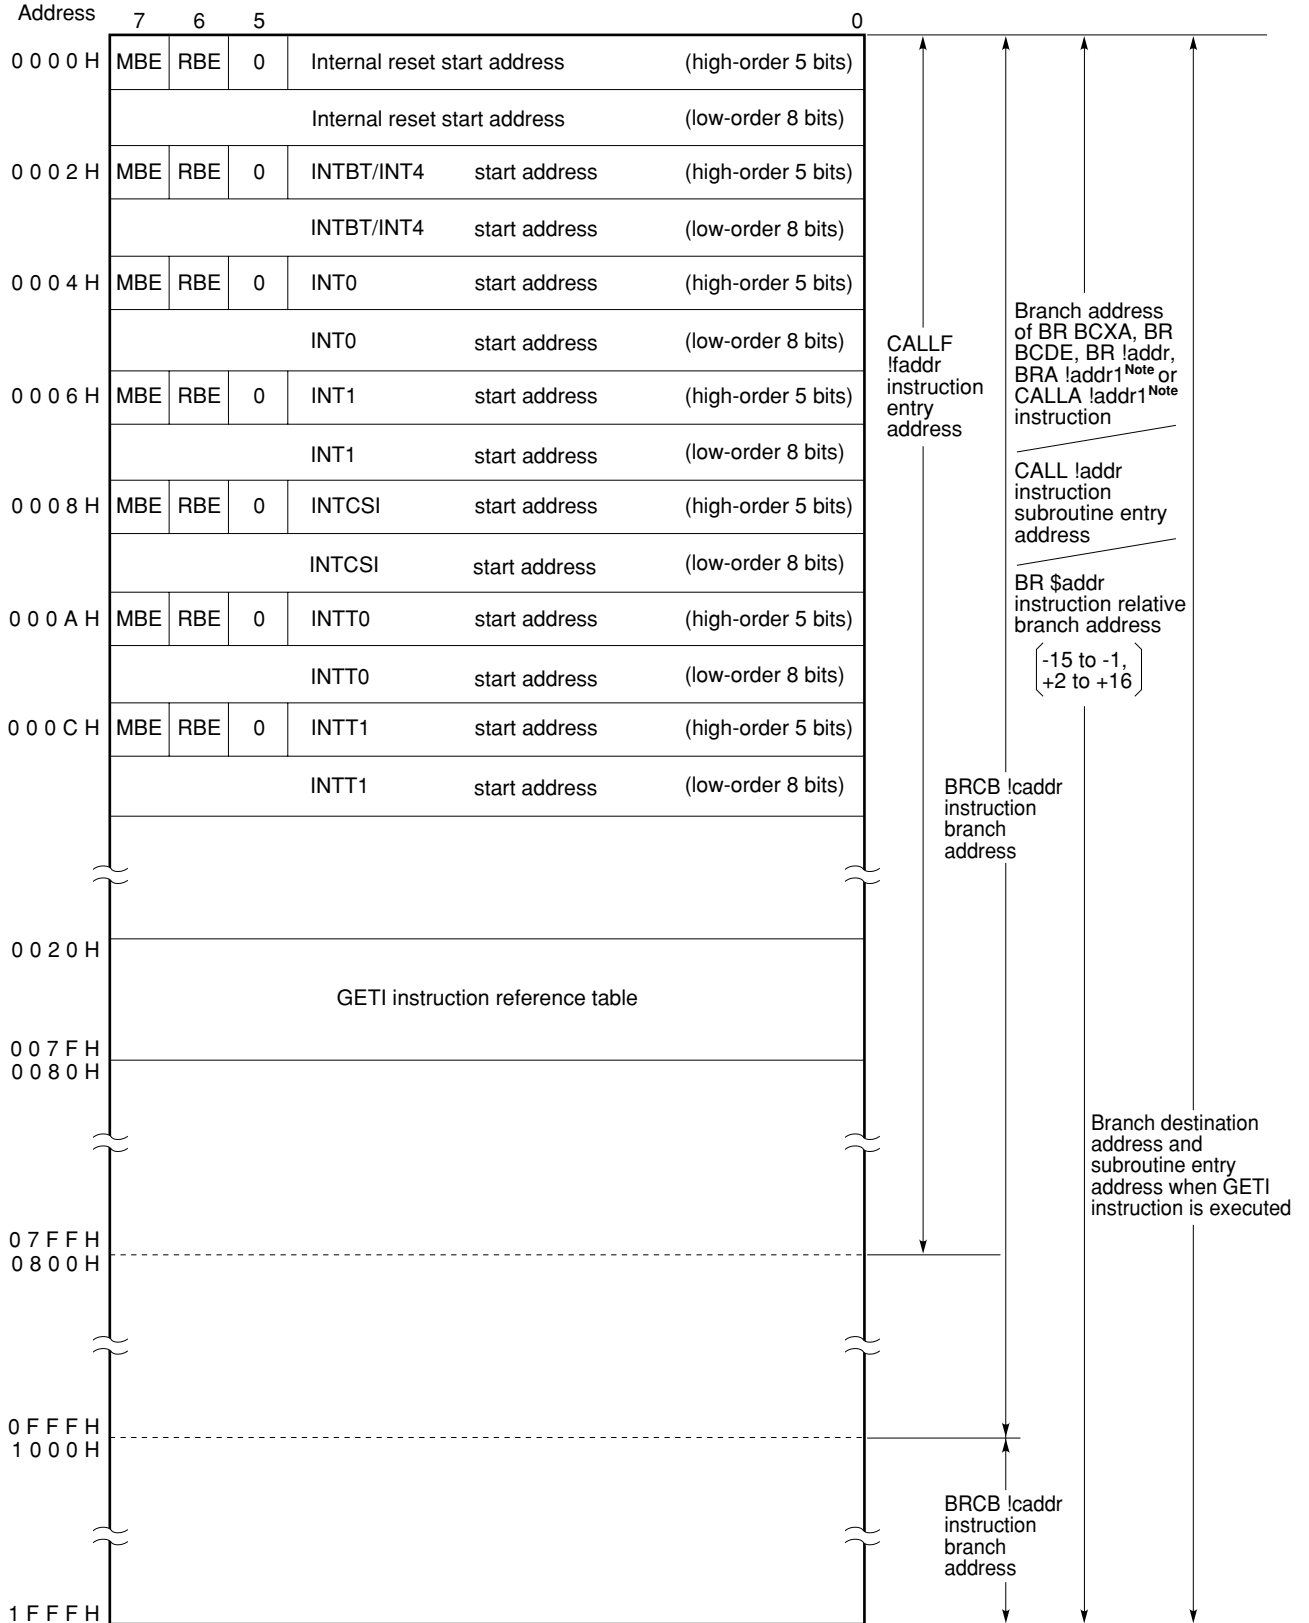 Address
7 6 5 0
0000H MBE RBE 0 Internal reset start address (high-order 5 bits)
Internal reset start address (low-order 8 bits)
0002H MBE RBE 0 INTBT/INT4 start address (high-order 5 bits)
INTBT/INT4 start address (low-order 8 bits)
0004H MBE RBE 0 INT0 start address (high-order 5 bits)
INT0 start address (low-order 8 bits)
0006H MBE RBE 0 INT1 start address (high-order 5 bits)
INT1 start address (low-order 8 bits)
0008H MBE RBE 0 INTCSI start address (high-order 5 bits)
INTCSI start address (low-order 8 bits)
000AH MBE RBE 0 INTT0 start address (high-order 5 bits)
INTT0 start address (low-order 8 bits)
000CH MBE RBE 0 INTT1 start address (high-order 5 bits)
INTT1 start address (low-order 8 bits)
0020H
GETI instruction reference table
007FH
0080H
07FFH
0800H
0FFFH
1000H
1FFFH
CALLF
!faddr
instruction
entry
address
BRCB !caddr
instruction
branch
address
BRCB !caddr
instruction
branch
address
Branch address
of BR BCXA, BR
BCDE, BR !addr,
BRA !addr1Note or
CALLA !addr1Note
instruction
CALL !addr
instruction
subroutine entry
address
BR $addr
instruction relative
branch address
-15 to -1,
+2 to +16
Branch destination
address and
subroutine entry
address when GETI
instruction is executed